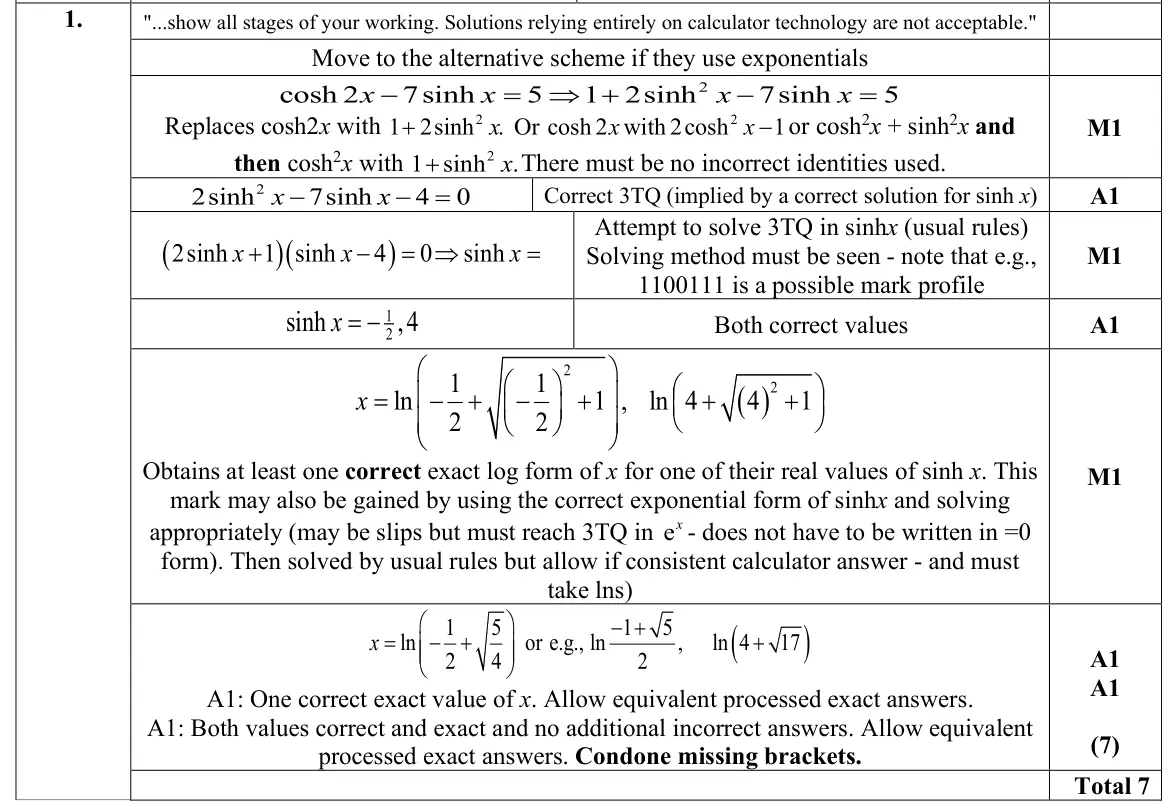 1.
"...show all stages of your working. Solutions relying entirely on calculator technology are not acceptable."
Move to the alternative scheme if they use exponentials
cosh 2x − 7 sinh x = 5 ⇒ 1 + 2 sinh² x − 7 sinh x = 5
Replaces cosh2x with 1 + 2 sinh² x. Or cosh 2x with 2 cosh² x − 1 or cosh²x + sinh²x and
then cosh²x with 1 + sinh² x. There must be no incorrect identities used.
M1
2 sinh² x − 7 sinh x − 4 = 0
Correct 3TQ (implied by a correct solution for sinh x)
A1
(2 sinh x + 1)(sinh x − 4) = 0 ⇒ sinh x =
Attempt to solve 3TQ in sinhx (usual rules)
Solving method must be seen - note that e.g.,
1100111 is a possible mark profile
M1
sinh x = −1/2, 4
Both correct values
A1
x = ln(−1/2 + √((−1/2)² + 1)), ln(4 + √((4)² + 1))
Obtains at least one correct exact log form of x for one of their real values of sinh x. This
mark may also be gained by using the correct exponential form of sinhx and solving
appropriately (may be slips but must reach 3TQ in eˣ - does not have to be written in =0
form). Then solved by usual rules but allow if consistent calculator answer - and must
take lns)
M1
x = ln(−1/2 + √(5/4)) or e.g., ln (−1 + √5)/2, ln(4 + √17)
A1: One correct exact value of x. Allow equivalent processed exact answers.
A1: Both values correct and exact and no additional incorrect answers. Allow equivalent
processed exact answers. Condone missing brackets.
A1
A1
(7)
Total 7